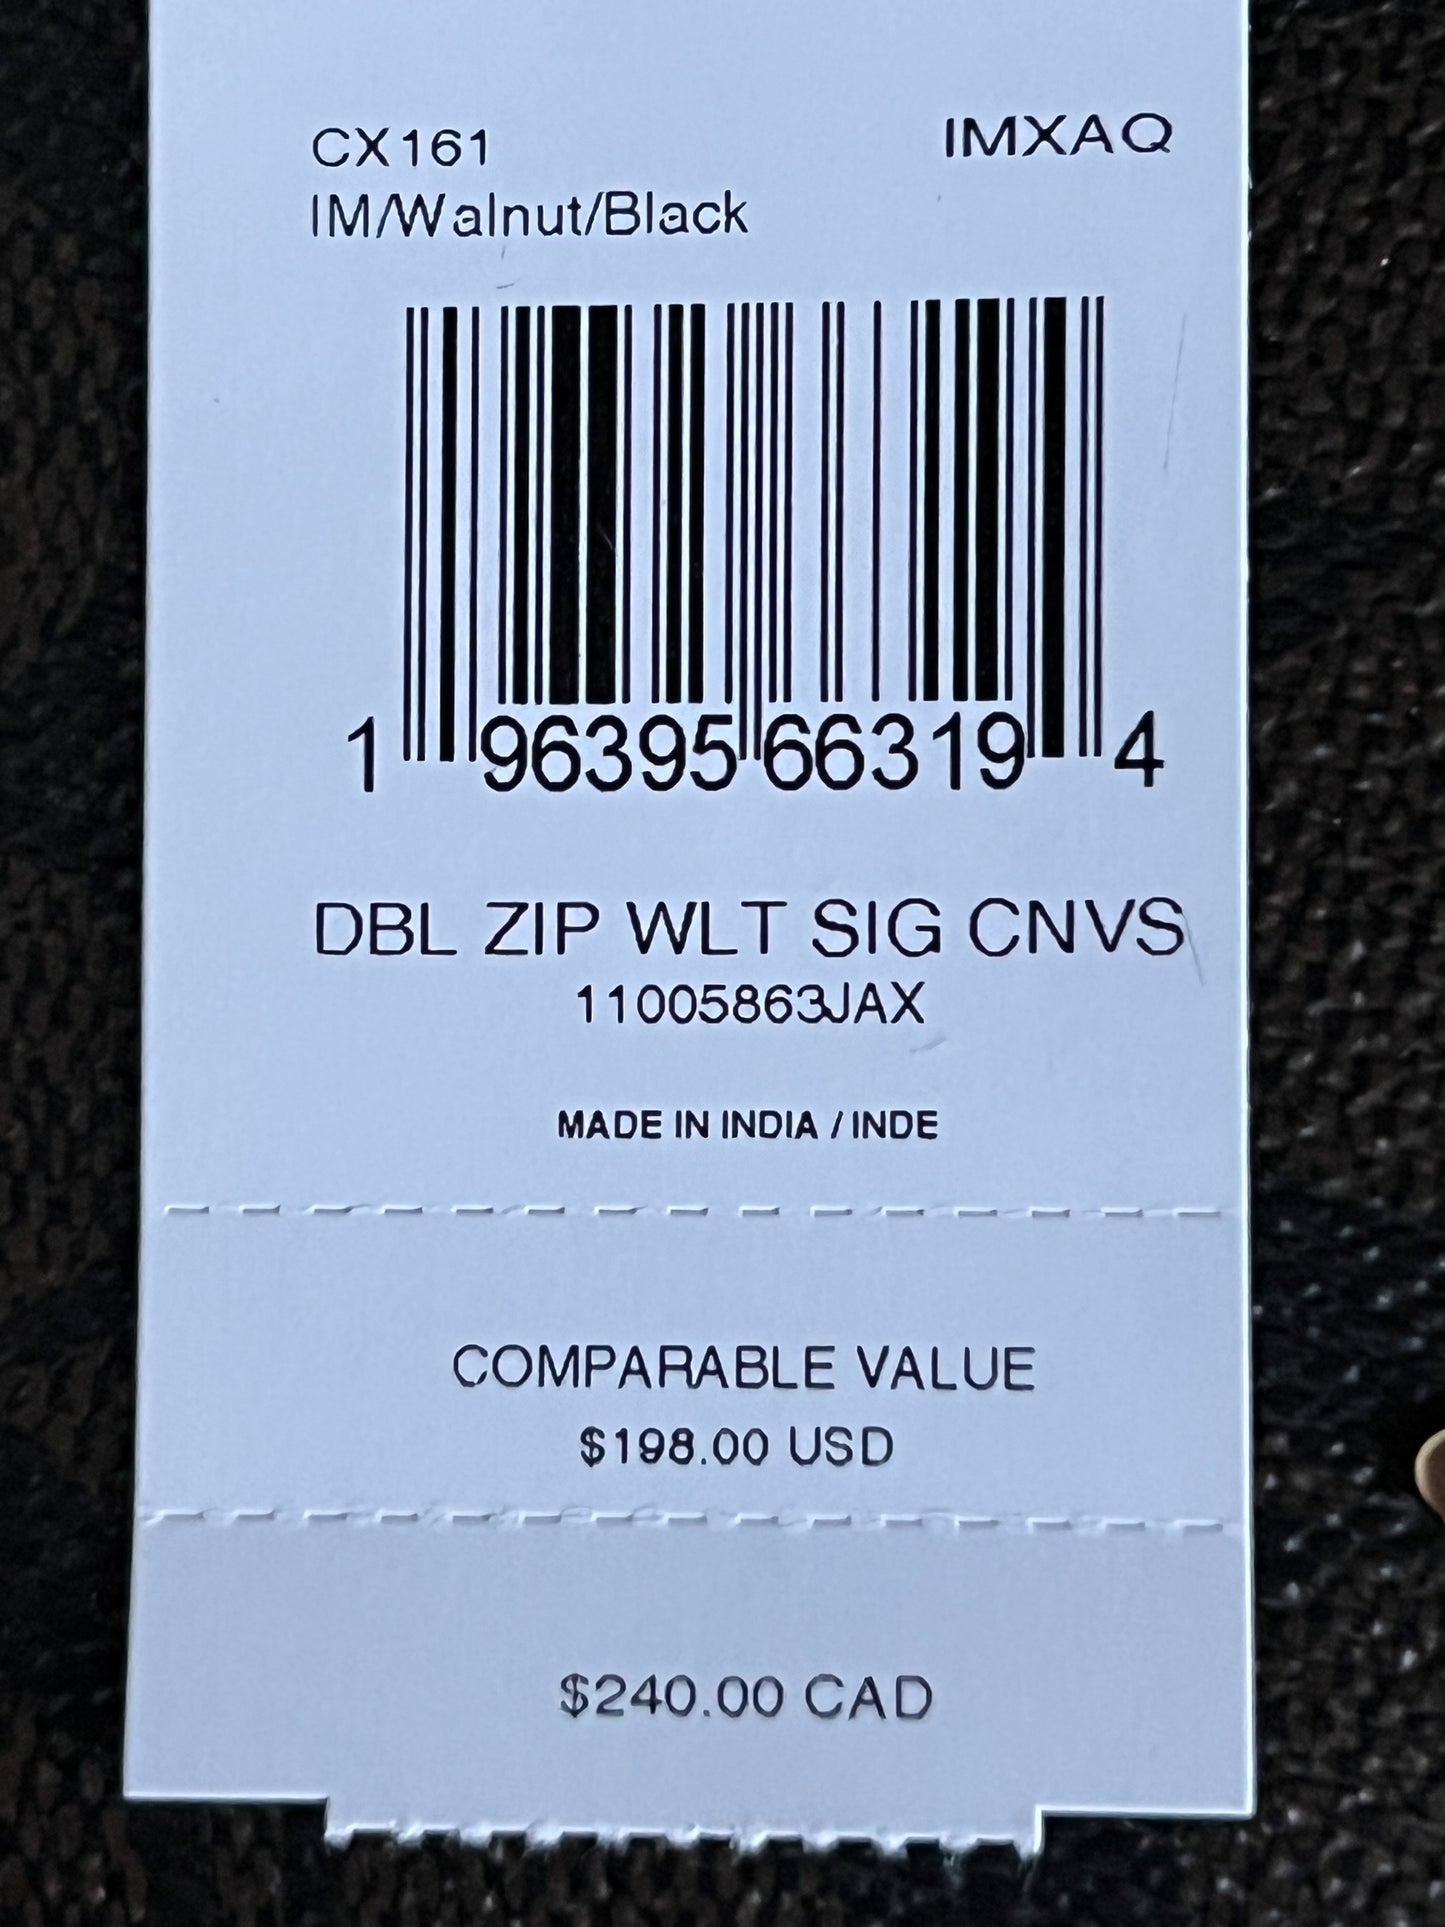 CX161 IMXAQ
IM/Walnut/Black
1 96395 66319 4
DBL ZIP WLT SIG CNVS
11005863JAX
MADE IN INDIA / INDE
COMPARABLE VALUE
$198.00 USD
$240.00 CAD